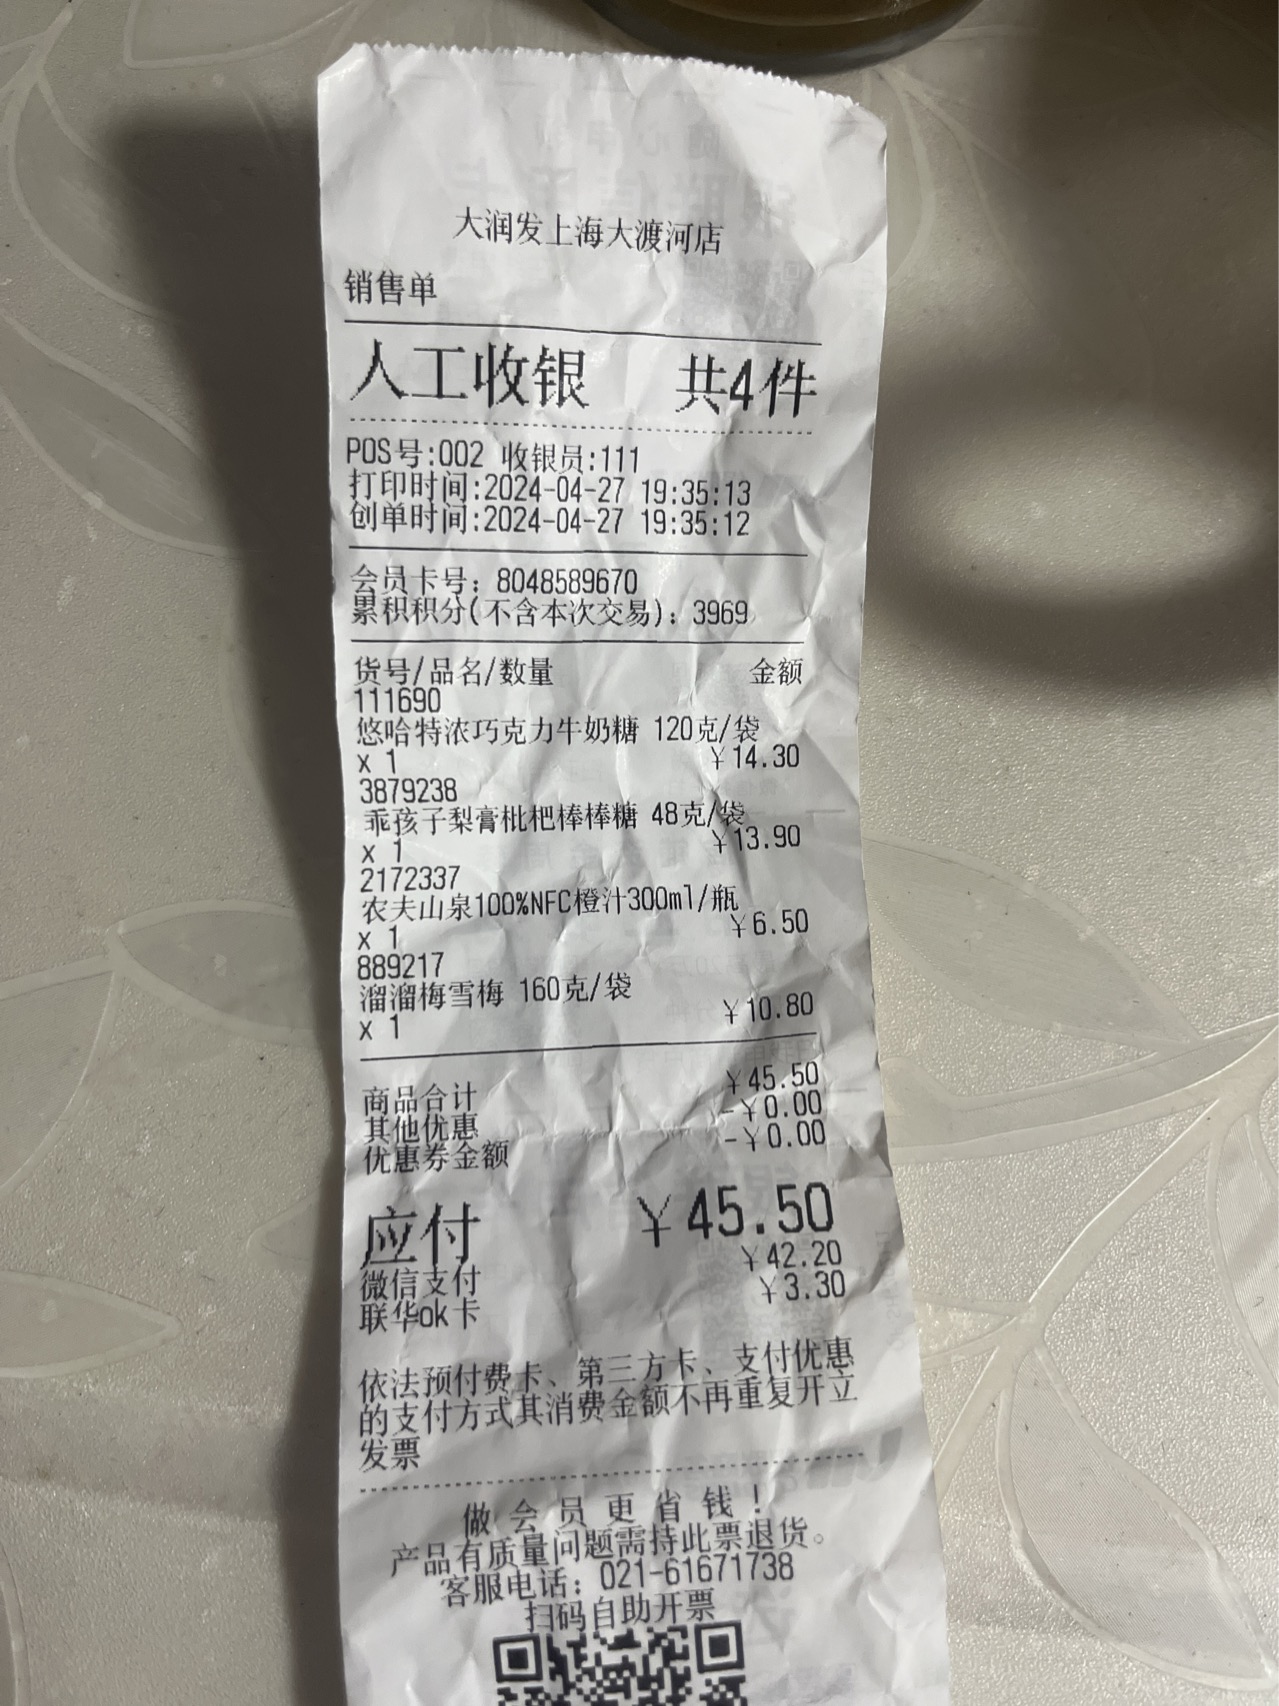 大润发上海大渡河店
销售单
人工收银 共4件
POS号:002 收银员:111
打印时间:2024-04-27 19:35:13
创单时间:2024-04-27 19:35:12
会员卡号：8048589670
累积积分(不含本次交易)：3969
货号/品名/数量 金额
111690
悠哈特浓巧克力牛奶糖 120克/袋
x 1 ￥14.30
3879238
乖孩子梨膏枇杷棒棒糖 48克/袋
x 1 ￥13.90
2172337
农夫山泉100%NFC橙汁300ml/瓶
x 1 ￥6.50
889217
溜溜梅雪梅 160克/袋
x 1 ￥10.80
商品合计 ￥45.50
其他优惠 -￥0.00
优惠券金额 -￥0.00
应付 ￥45.50
微信支付 ￥42.20
联华ok卡 ￥3.30
依法预付费卡、第三方卡、支付优惠
的支付方式其消费金额不再重复开立
发票
做会员更省钱！
产品有质量问题需持此票退货。
客服电话：021-61671738
扫码自助开票